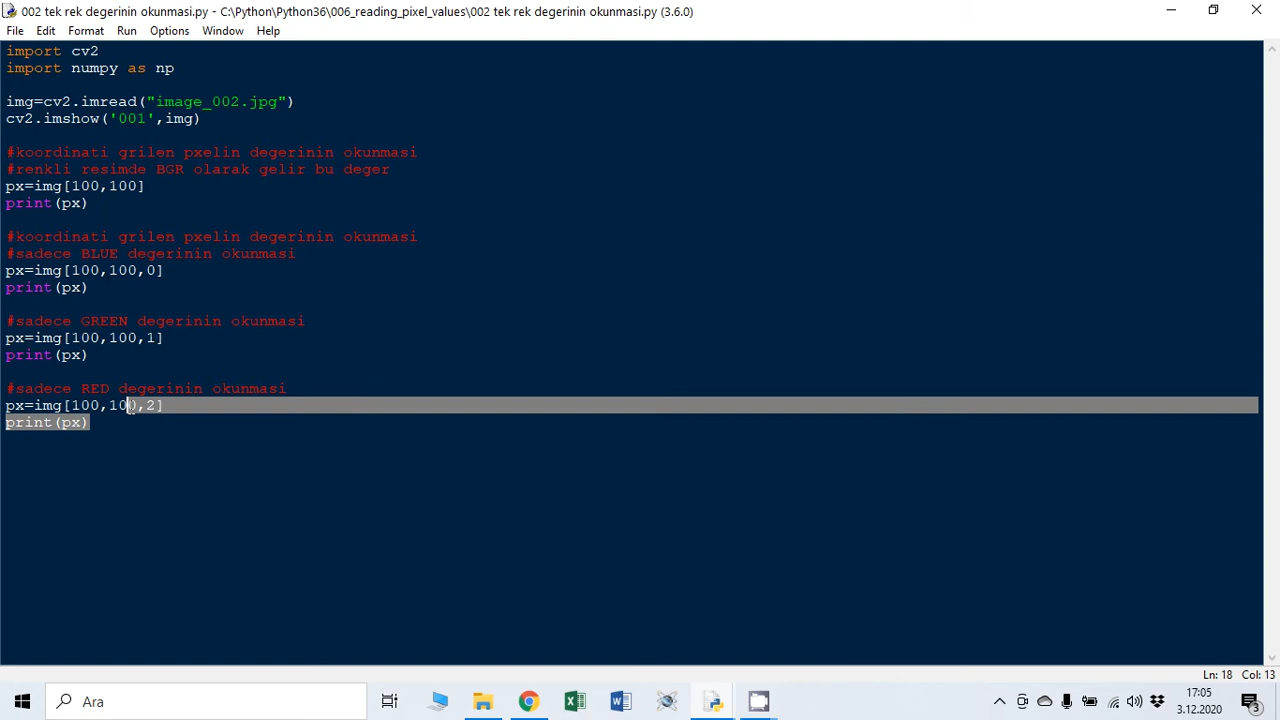 002 tek rek degerinin okunmasi.py - C:\Python\Python36\006_reading_pixel_values\002 tek rek degerinin okunmasi.py (3.6.0)
File Edit Format Run Options Window Help
import cv2
import numpy as np
img=cv2.imread("image_002.jpg")
cv2.imshow('001',img)
#koordinati grilen pxelin degerinin okunmasi
#renkli resimde BGR olarak gelir bu deger
px=img[100,100]
print(px)
#koordinati grilen pxelin degerinin okunmasi
#sadece BLUE degerinin okunmasi
px=img[100,100,0]
print(px)
#sadece GREEN degerinin okunmasi
px=img[100,100,1]
print(px)
#sadece RED degerinin okunmasi
px=img[100,100,2]
print(px)
Ln: 18 Col: 13
Ara
17:05
3.12.2020
3